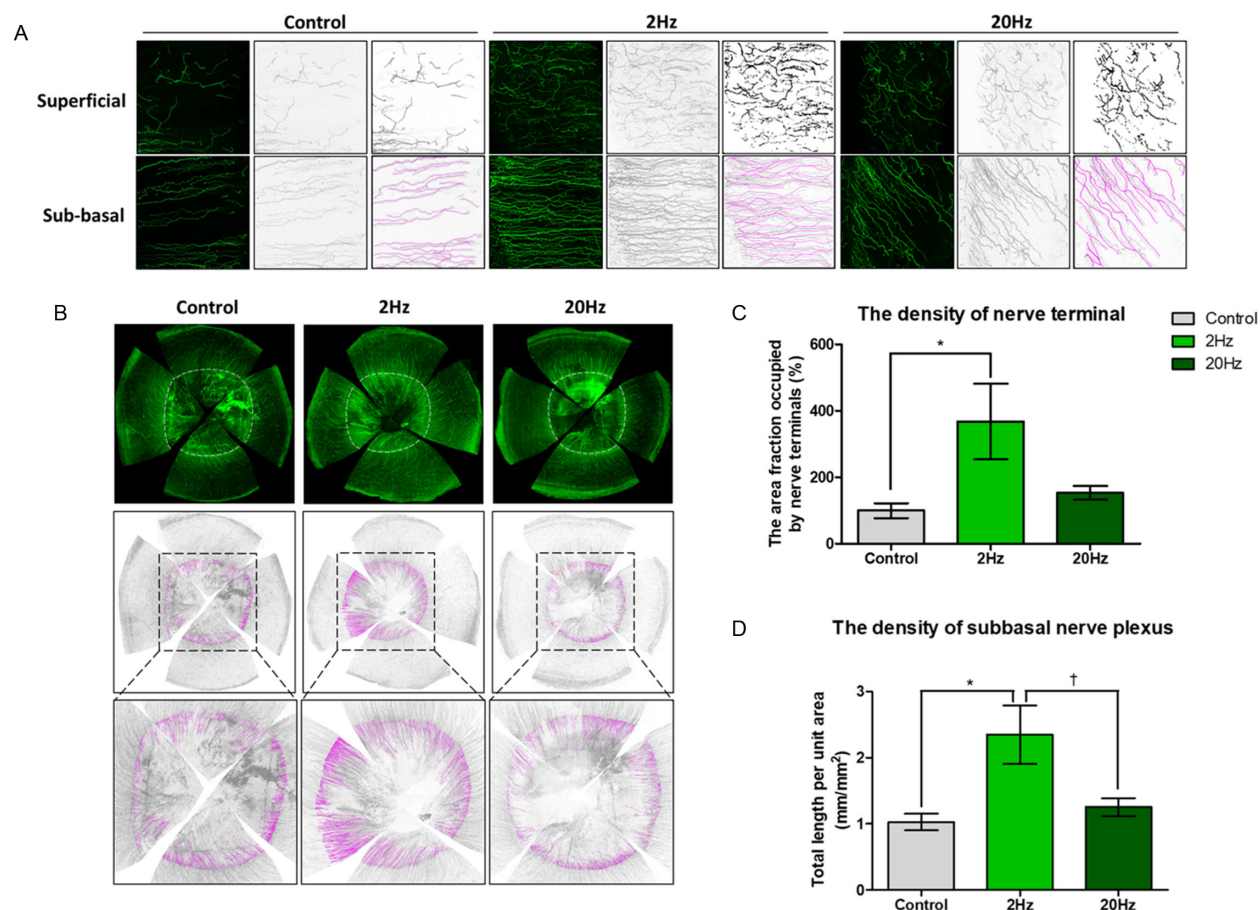 A
Control
2Hz
20Hz
Superficial
Sub-basal
B
Control
2Hz
20Hz
C
The density of nerve terminal
The area fraction occupied
by nerve terminals (%)
600
400
200
0
*
Control
2Hz
20Hz
Control
2Hz
20Hz
D
The density of subbasal nerve plexus
Total length per unit area
(mm/mm²)
3
2
1
0
*
†
Control
2Hz
20Hz